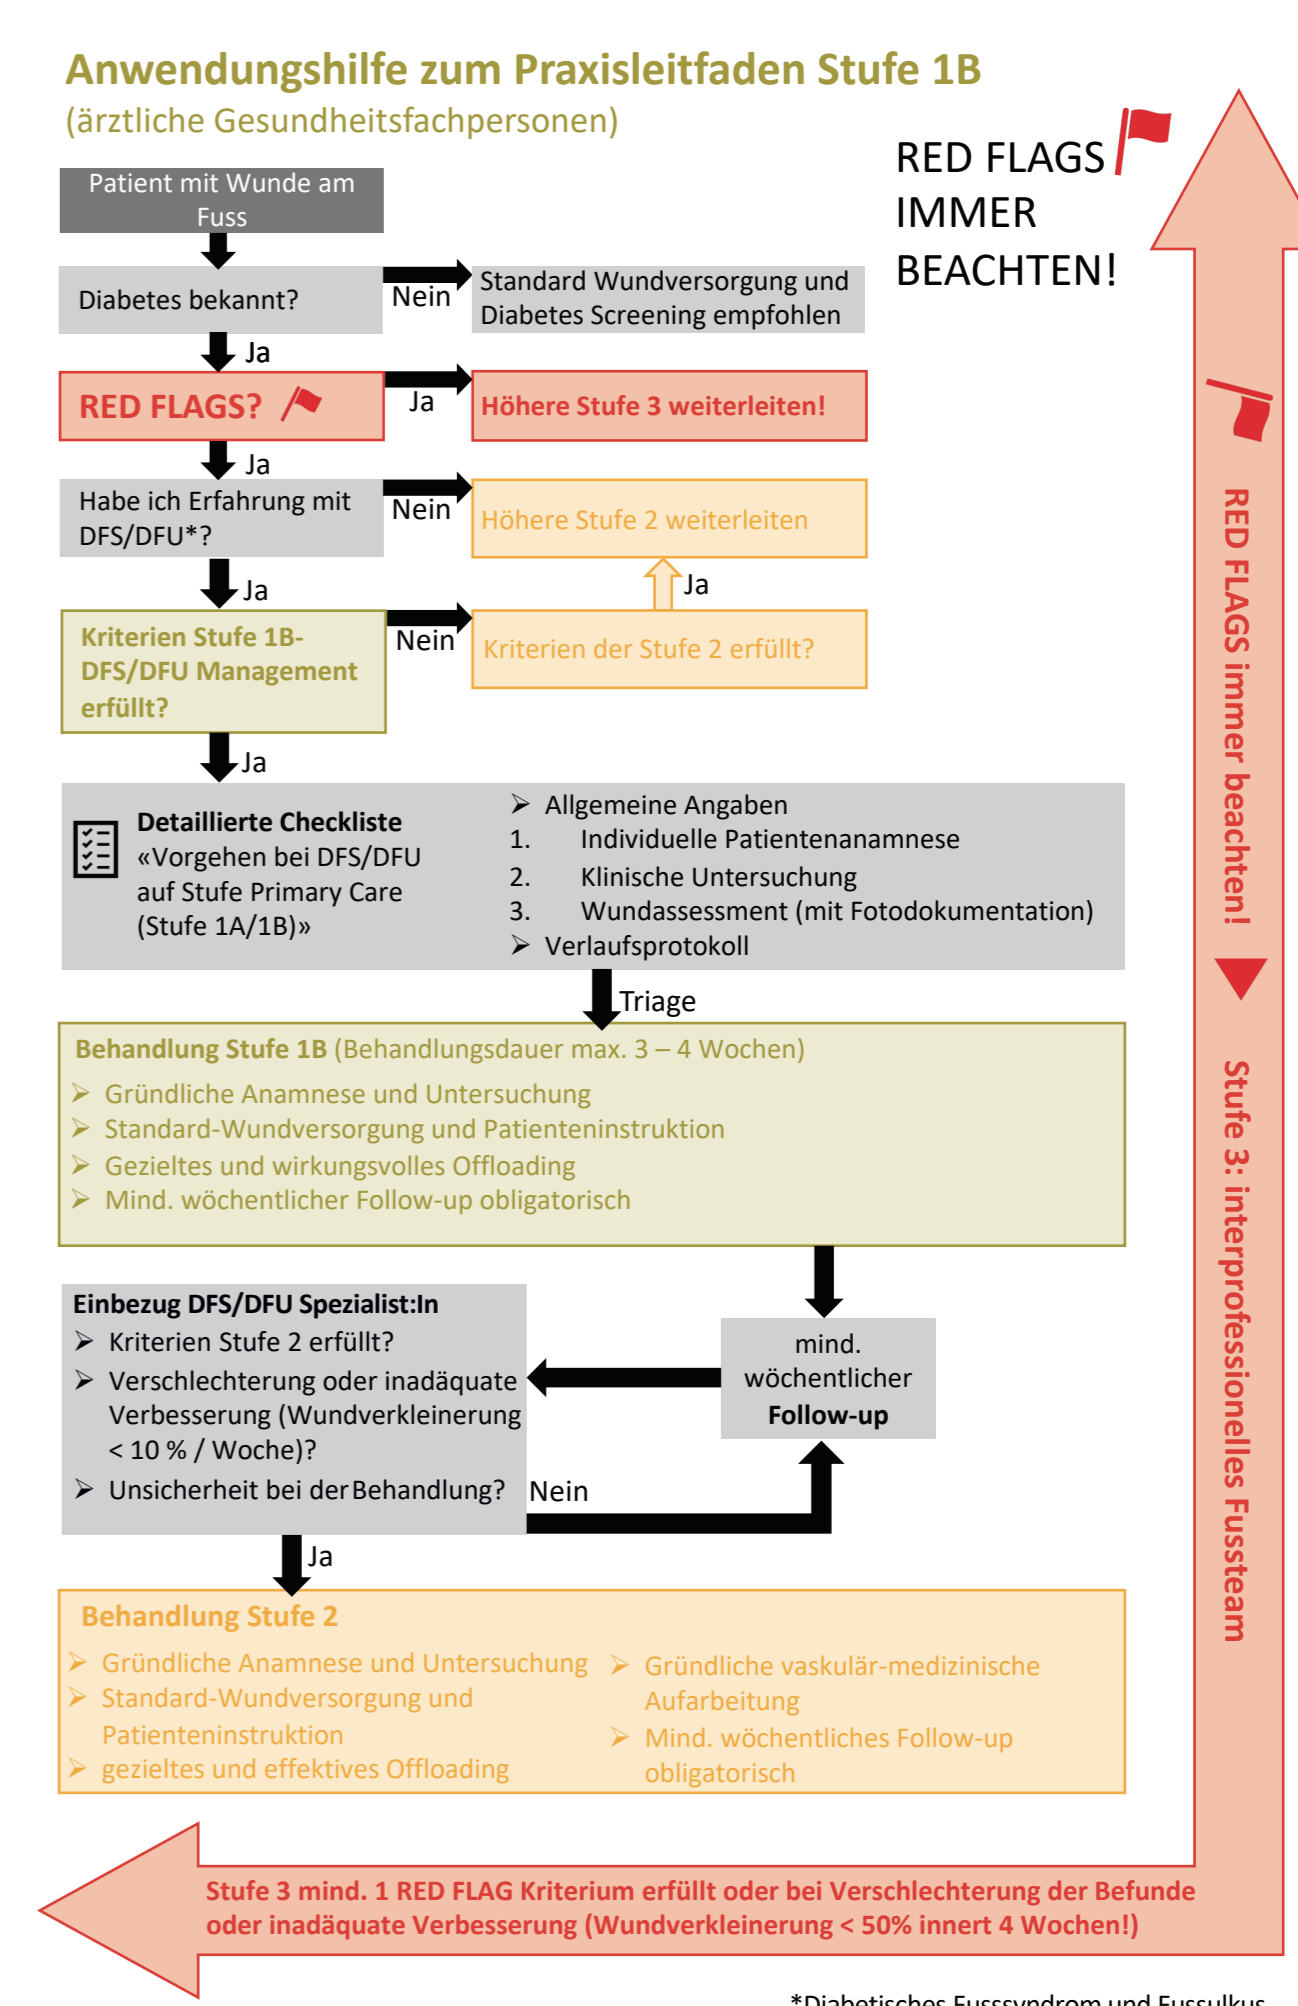 Anwendungshilfe zum Praxisleitfaden Stufe 1B
(ärztliche Gesundheitsfachpersonen)
RED FLAGS
IMMER
BEACHTEN!
Patient mit Wunde am
Fuss
Diabetes bekannt?
Nein
Standard Wundversorgung und
Diabetes Screening empfohlen
Ja
RED FLAGS?
Ja
Höhere Stufe 3 weiterleiten!
Ja
Habe ich Erfahrung mit
DFS/DFU*?
Nein
Höhere Stufe 2 weiterleiten
Ja
Ja
Kriterien Stufe 1B-
DFS/DFU Management
erfüllt?
Nein
Kriterien der Stufe 2 erfüllt?
Ja
Detaillierte Checkliste
«Vorgehen bei DFS/DFU
auf Stufe Primary Care
(Stufe 1A/1B)»
➢ Allgemeine Angaben
1. Individuelle Patientenanamnese
2. Klinische Untersuchung
3. Wundassessment (mit Fotodokumentation)
➢ Verlaufsprotokoll
Triage
Behandlung Stufe 1B (Behandlungsdauer max. 3 – 4 Wochen)
➢ Gründliche Anamnese und Untersuchung
➢ Standard-Wundversorgung und Patienteninstruktion
➢ Gezieltes und wirkungsvolles Offloading
➢ Mind. wöchentlicher Follow-up obligatorisch
Einbezug DFS/DFU Spezialist:In
➢ Kriterien Stufe 2 erfüllt?
➢ Verschlechterung oder inadäquate
Verbesserung (Wundverkleinerung
< 10 % / Woche)?
➢ Unsicherheit bei der Behandlung?
mind.
wöchentlicher
Follow-up
Nein
Ja
Behandlung Stufe 2
➢ Gründliche Anamnese und Untersuchung
➢ Standard-Wundversorgung und
Patienteninstruktion
➢ gezieltes und effektives Offloading
➢ Gründliche vaskulär-medizinische
Aufarbeitung
➢ Mind. wöchentliches Follow-up
obligatorisch
RED FLAGS immer beachten!
Stufe 3: interprofessionelles Fussteam
Stufe 3 mind. 1 RED FLAG Kriterium erfüllt oder bei Verschlechterung der Befunde
oder inadäquate Verbesserung (Wundverkleinerung < 50% innert 4 Wochen!)
*Diabetisches Fusssyndrom und Fussulkus